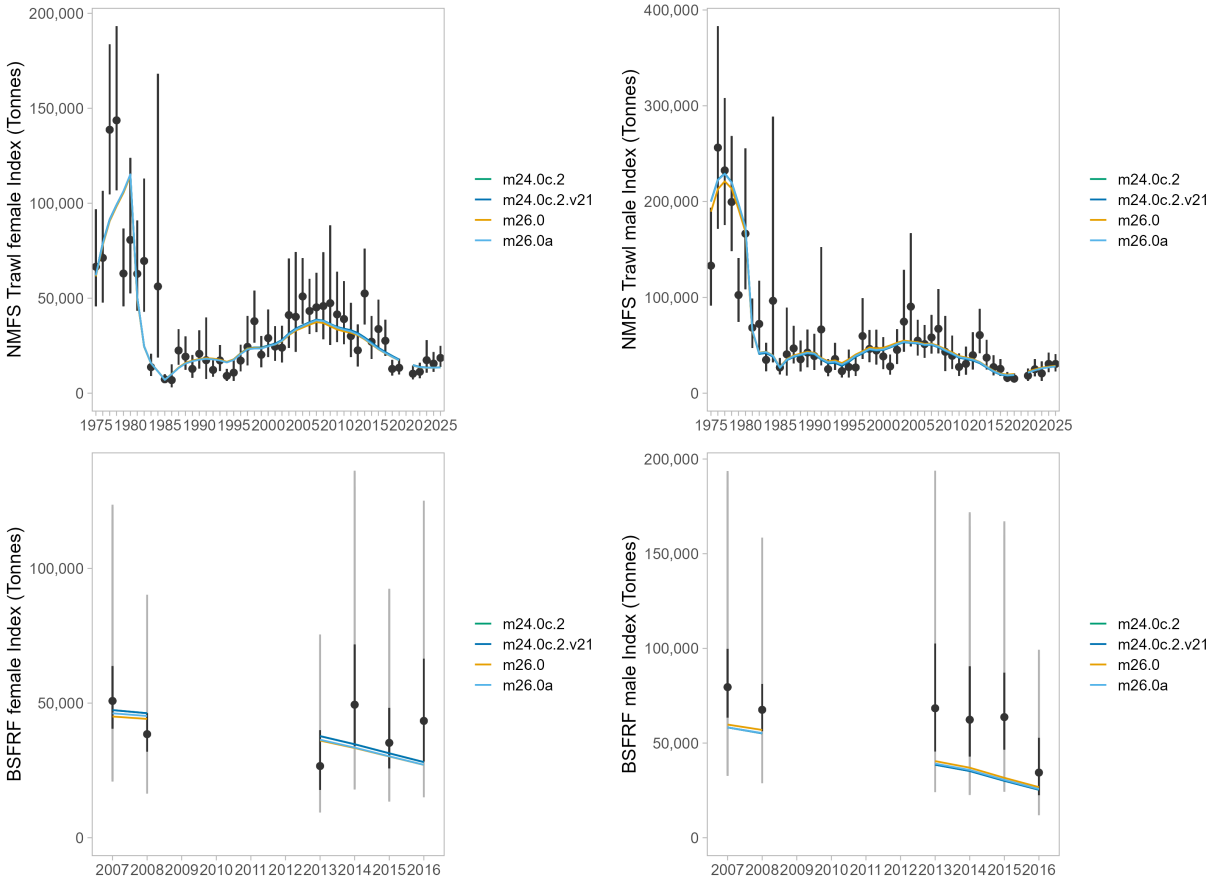 NMFS Trawl female Index (Tonnes)
200,000
150,000
100,000
50,000
0
1975 1980 1985 1990 1995 2000 2005 2010 2015 2020 2025
m24.0c.2
m24.0c.2.v21
m26.0
m26.0a
NMFS Trawl male Index (Tonnes)
400,000
300,000
200,000
100,000
0
1975 1980 1985 1990 1995 2000 2005 2010 2015 2020 2025
m24.0c.2
m24.0c.2.v21
m26.0
m26.0a
BSFRF female Index (Tonnes)
100,000
50,000
0
2007 2008 2009 2010 2011 2012 2013 2014 2015 2016
m24.0c.2
m24.0c.2.v21
m26.0
m26.0a
BSFRF male Index (Tonnes)
200,000
150,000
100,000
50,000
0
2007 2008 2009 2010 2011 2012 2013 2014 2015 2016
m24.0c.2
m24.0c.2.v21
m26.0
m26.0a